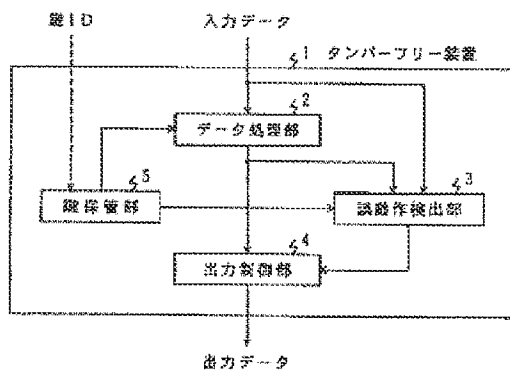 鍵ID
入力データ
1 タンパーフリー装置
2
データ処理部
5
鍵保管部
3
誤動作検出部
4
出力制御部
出力データ